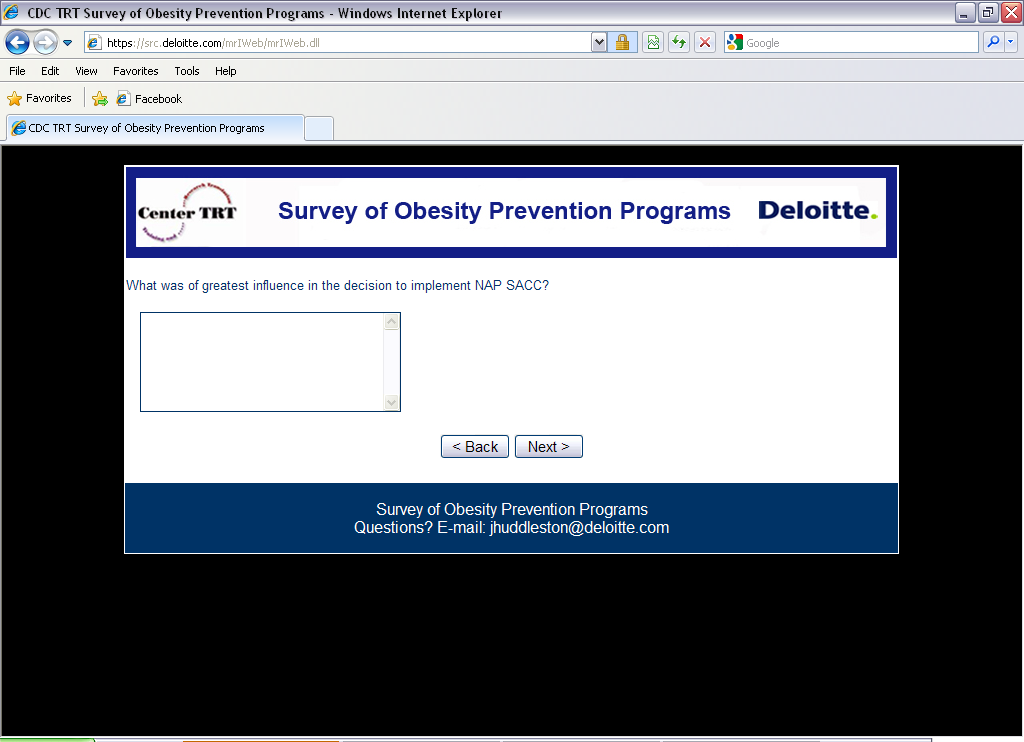 CDC TRT Survey of Obesity Prevention Programs - Windows Internet Explorer
https://src.deloitte.com/mrIWeb/mrIWeb.dll
Google
File Edit View Favorites Tools Help
Favorites Facebook
CDC TRT Survey of Obesity Prevention Programs
Center TRT
Survey of Obesity Prevention Programs
Deloitte.
What was of greatest influence in the decision to implement NAP SACC?
< Back Next >
Survey of Obesity Prevention Programs
Questions? E-mail: jhuddleston@deloitte.com